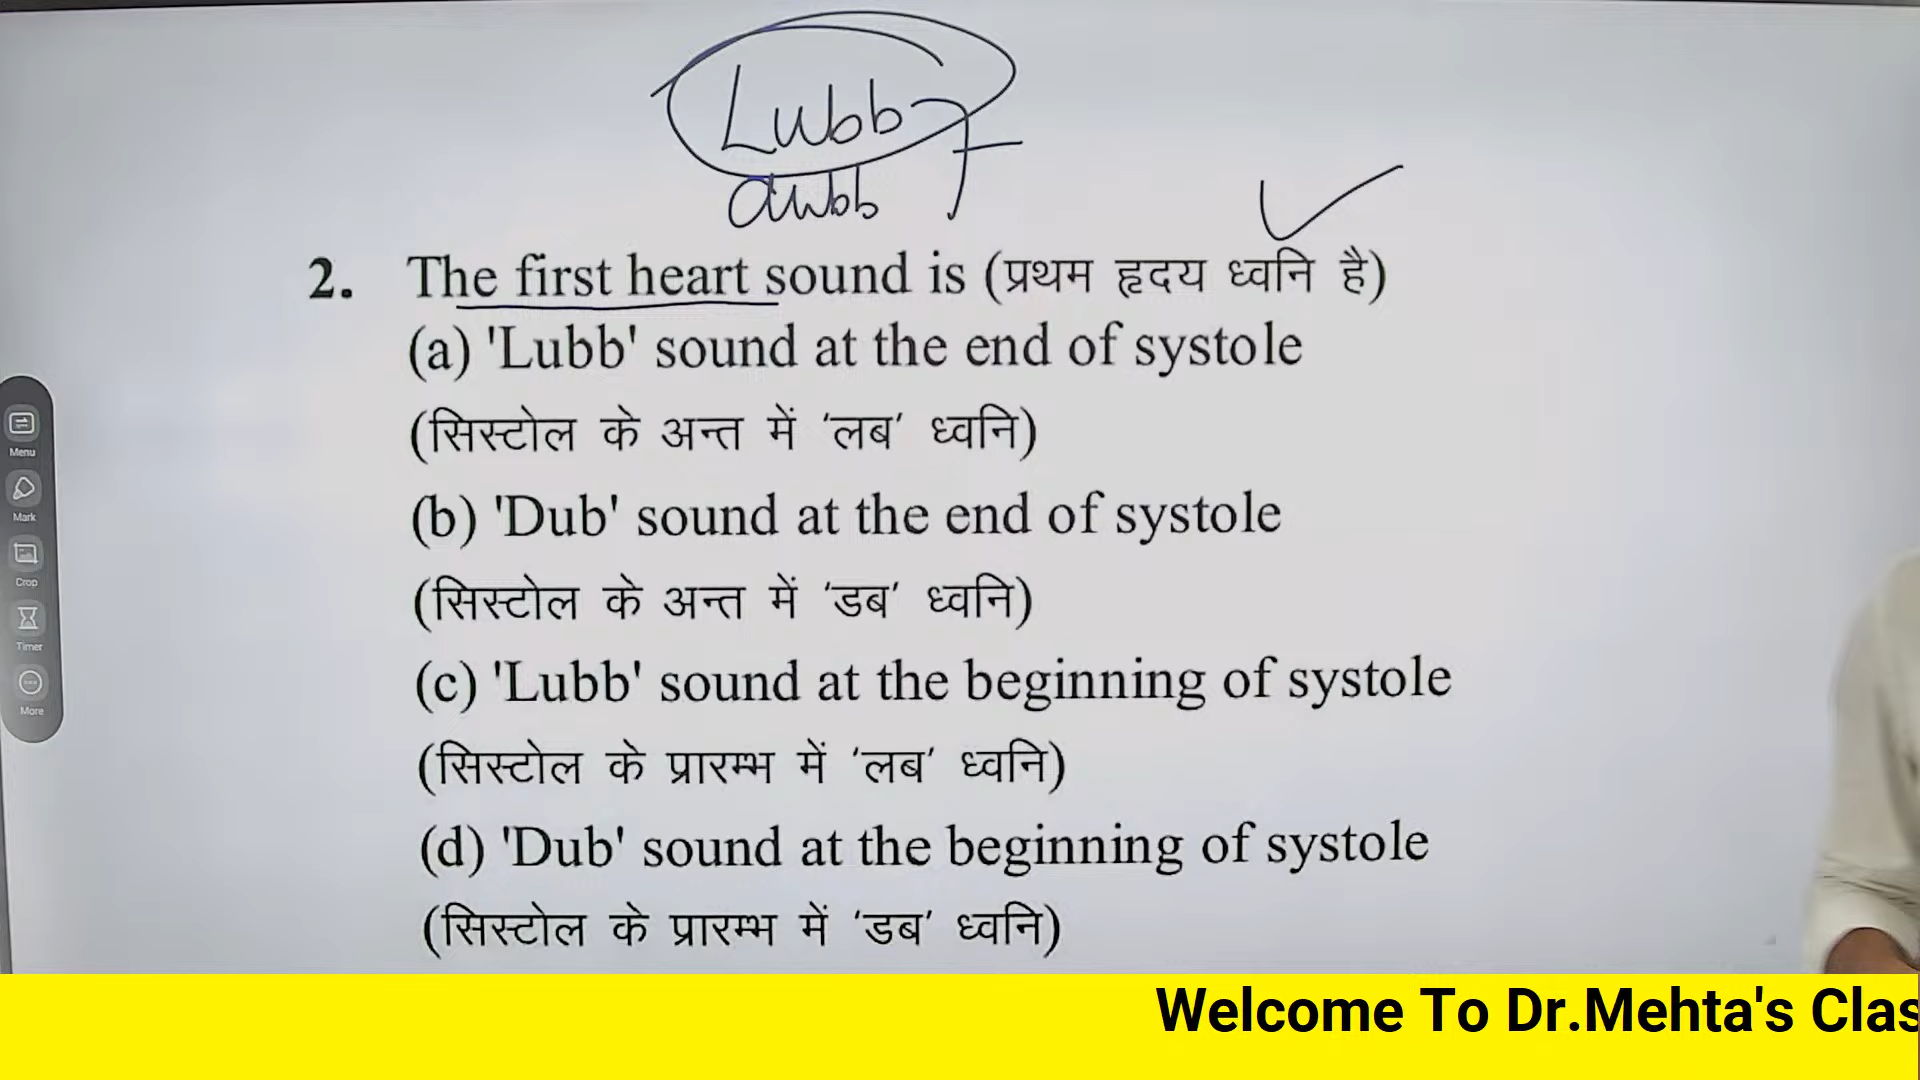 Lubb
dubb
2. The first heart sound is (प्रथम हृदय ध्वनि है)
(a) 'Lubb' sound at the end of systole
(सिस्टोल के अन्त में 'लब' ध्वनि)
(b) 'Dub' sound at the end of systole
(सिस्टोल के अन्त में 'डब' ध्वनि)
(c) 'Lubb' sound at the beginning of systole
(सिस्टोल के प्रारम्भ में 'लब' ध्वनि)
(d) 'Dub' sound at the beginning of systole
(सिस्टोल के प्रारम्भ में 'डब' ध्वनि)
Menu
Mark
Crop
Timer
More
Welcome To Dr.Mehta's Clas